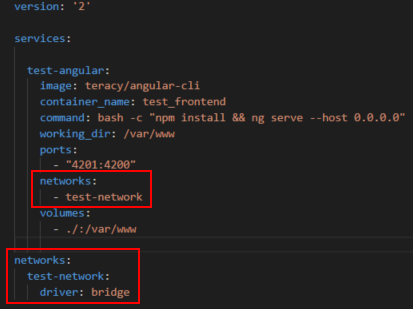 version: '2'
services:
test-angular:
image: teracy/angular-cli
container_name: test_frontend
command: bash -c "npm install && ng serve --host 0.0.0.0"
working_dir: /var/www
ports:
- "4201:4200"
networks:
- test-network
volumes:
- ./:/var/www
networks:
test-network:
driver: bridge